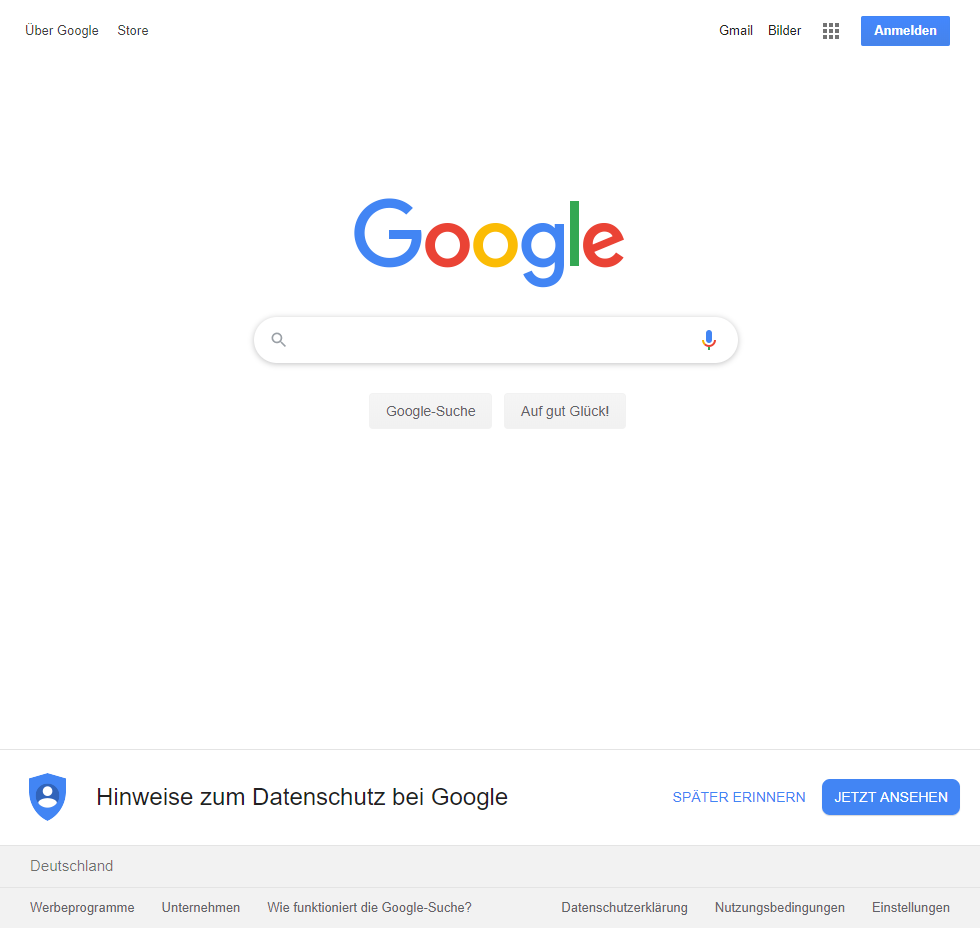 Über Google Store Gmail Bilder Anmelden
Google
Google-Suche Auf gut Glück!
Hinweise zum Datenschutz bei Google SPÄTER ERINNERN JETZT ANSEHEN
Deutschland
Werbeprogramme Unternehmen Wie funktioniert die Google-Suche? Datenschutzerklärung Nutzungsbedingungen Einstellungen